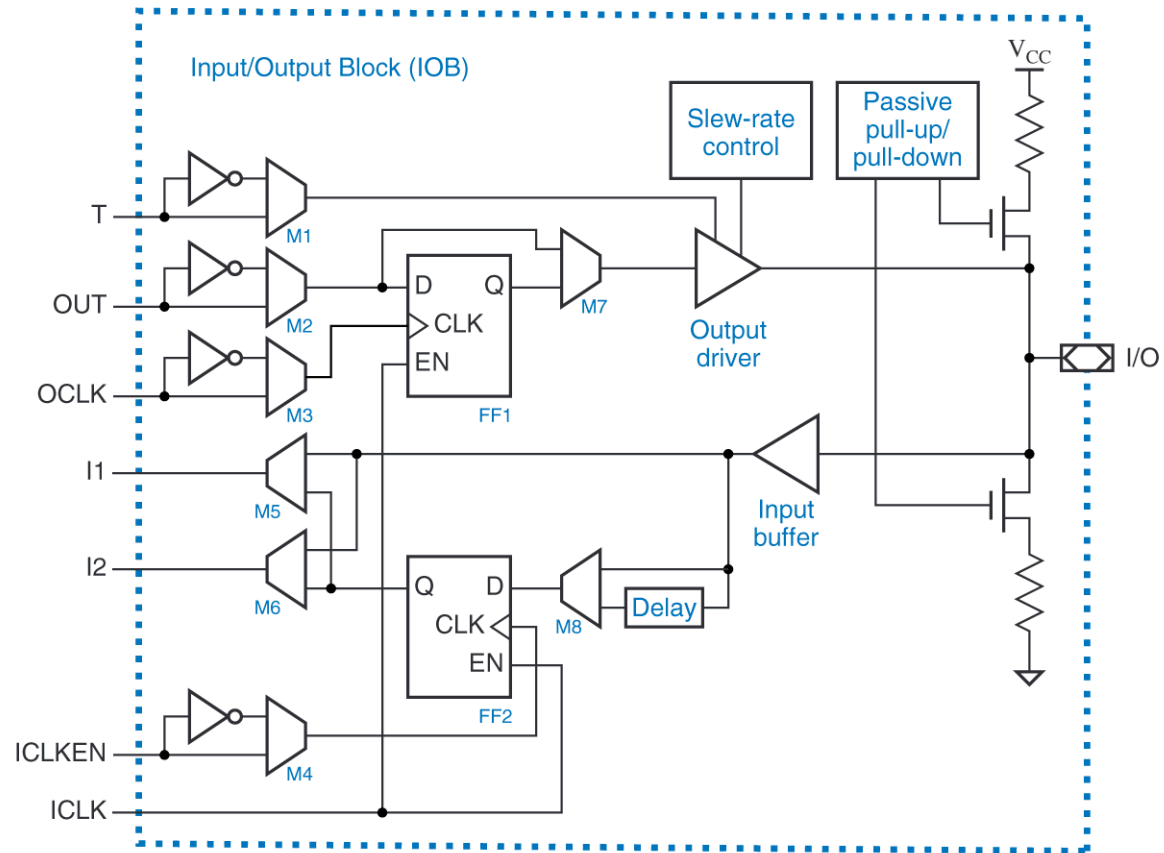 Input/Output Block (IOB)
V_CC
Slew-rate
control
Passive
pull-up/
pull-down
T
M1
OUT
M2
D
Q
M7
CLK
Output
driver
EN
OCLK
M3
FF1
I1
M5
Input
buffer
I2
M6
Q
D
M8
Delay
CLK
EN
FF2
ICLKEN
M4
ICLK
I/O